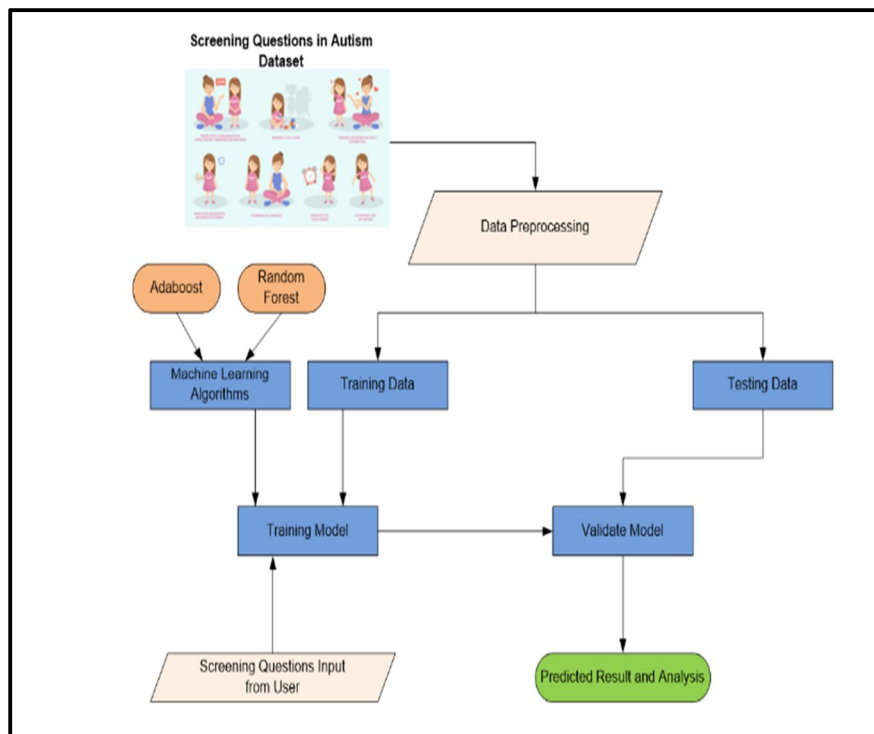 Screening Questions in Autism
Dataset
Data Preprocessing
Adaboost
Random
Forest
Machine Learning
Algorithms
Training Data
Testing Data
Training Model
Validate Model
Screening Questions Input
from User
Predicted Result and Analysis